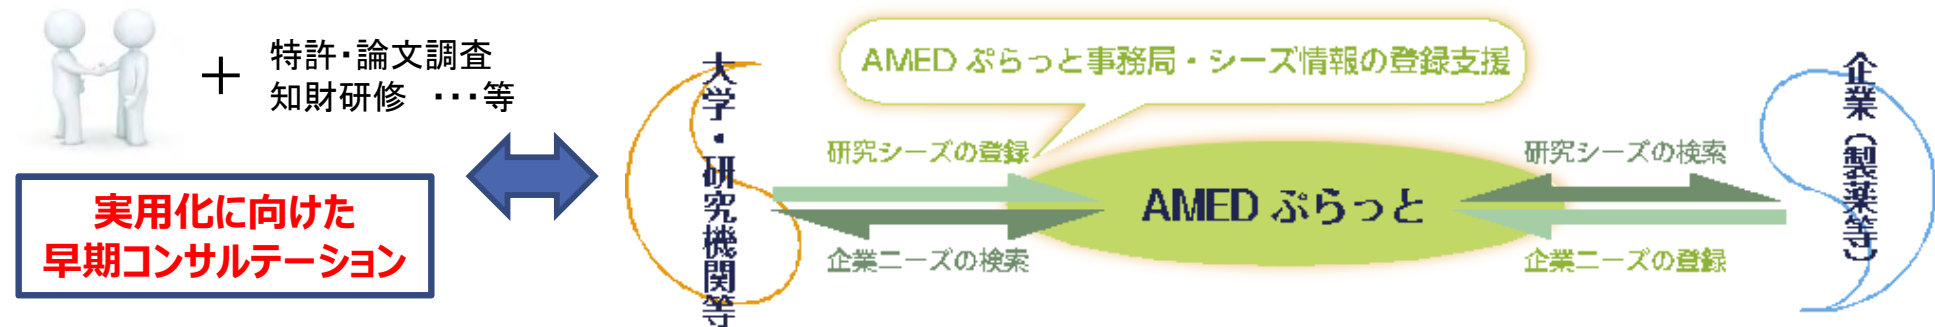 +
特許・論文調査
知財研修 ・・・等
実用化に向けた
早期コンサルテーション
大学・研究機関等
AMED ぷらっと事務局・シーズ情報の登録支援
研究シーズの登録
企業ニーズの検索
AMED ぷらっと
研究シーズの検索
企業ニーズの登録
企業（製薬等）